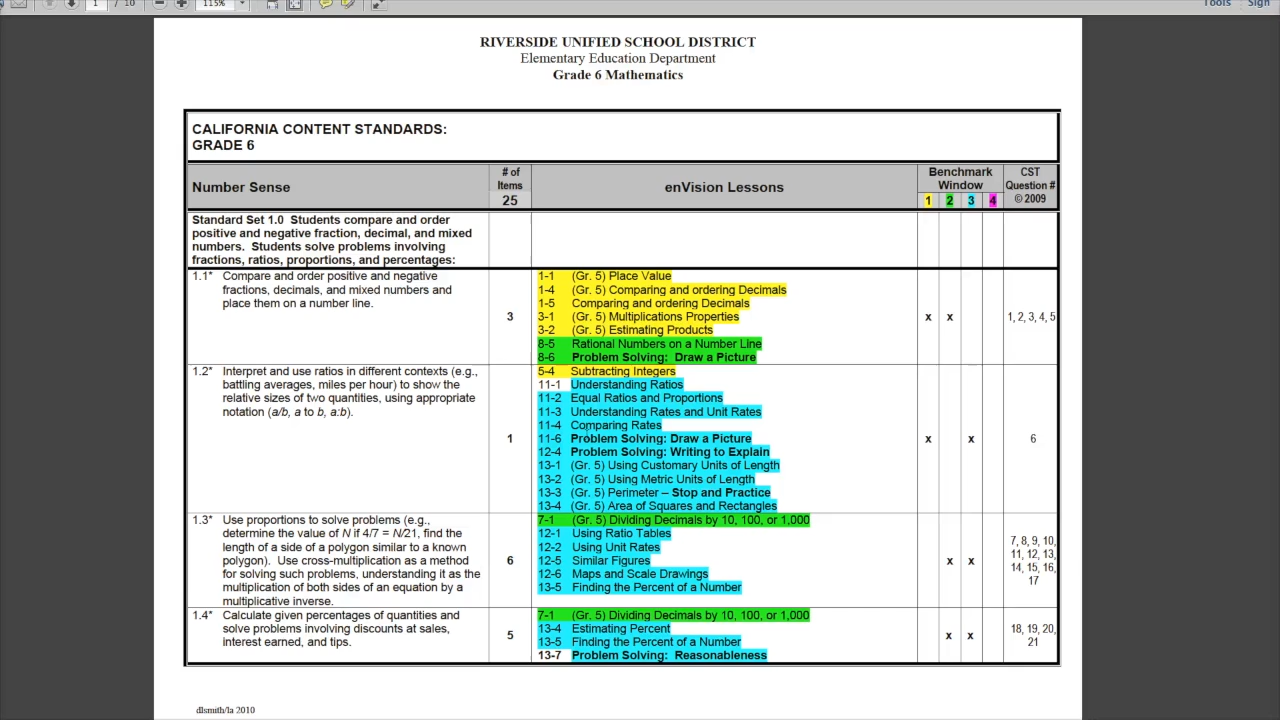 1 / 10 115% Tools Sign
RIVERSIDE UNIFIED SCHOOL DISTRICT
Elementary Education Department
Grade 6 Mathematics
CALIFORNIA CONTENT STANDARDS:
GRADE 6
Number Sense
# of
Items
25
enVision Lessons
Benchmark
Window
1 2 3 4
CST
Question #
© 2009
Standard Set 1.0 Students compare and order
positive and negative fraction, decimal, and mixed
numbers. Students solve problems involving
fractions, ratios, proportions, and percentages:
1.1* Compare and order positive and negative
fractions, decimals, and mixed numbers and
place them on a number line.
3
1-1 (Gr. 5) Place Value
1-4 (Gr. 5) Comparing and ordering Decimals
1-5 Comparing and ordering Decimals
3-1 (Gr. 5) Multiplications Properties
3-2 (Gr. 5) Estimating Products
8-5 Rational Numbers on a Number Line
8-6 Problem Solving: Draw a Picture
x x
1, 2, 3, 4, 5
1.2* Interpret and use ratios in different contexts (e.g.,
battling averages, miles per hour) to show the
relative sizes of two quantities, using appropriate
notation (a/b, a to b, a:b).
1
5-4 Subtracting Integers
11-1 Understanding Ratios
11-2 Equal Ratios and Proportions
11-3 Understanding Rates and Unit Rates
11-4 Comparing Rates
11-6 Problem Solving: Draw a Picture
12-4 Problem Solving: Writing to Explain
13-1 (Gr. 5) Using Customary Units of Length
13-2 (Gr. 5) Using Metric Units of Length
13-3 (Gr. 5) Perimeter – Stop and Practice
13-4 (Gr. 5) Area of Squares and Rectangles
x x
6
1.3* Use proportions to solve problems (e.g.,
determine the value of N if 4/7 = N/21, find the
length of a side of a polygon similar to a known
polygon). Use cross-multiplication as a method
for solving such problems, understanding it as the
multiplication of both sides of an equation by a
multiplicative inverse.
6
7-1 (Gr. 5) Dividing Decimals by 10, 100, or 1,000
12-1 Using Ratio Tables
12-2 Using Unit Rates
12-5 Similar Figures
12-6 Maps and Scale Drawings
13-5 Finding the Percent of a Number
x x
7, 8, 9, 10,
11, 12, 13,
14, 15, 16,
17
1.4* Calculate given percentages of quantities and
solve problems involving discounts at sales,
interest earned, and tips.
5
7-1 (Gr. 5) Dividing Decimals by 10, 100, or 1,000
13-4 Estimating Percent
13-5 Finding the Percent of a Number
13-7 Problem Solving: Reasonableness
x x
18, 19, 20,
21
dlsmith/la 2010